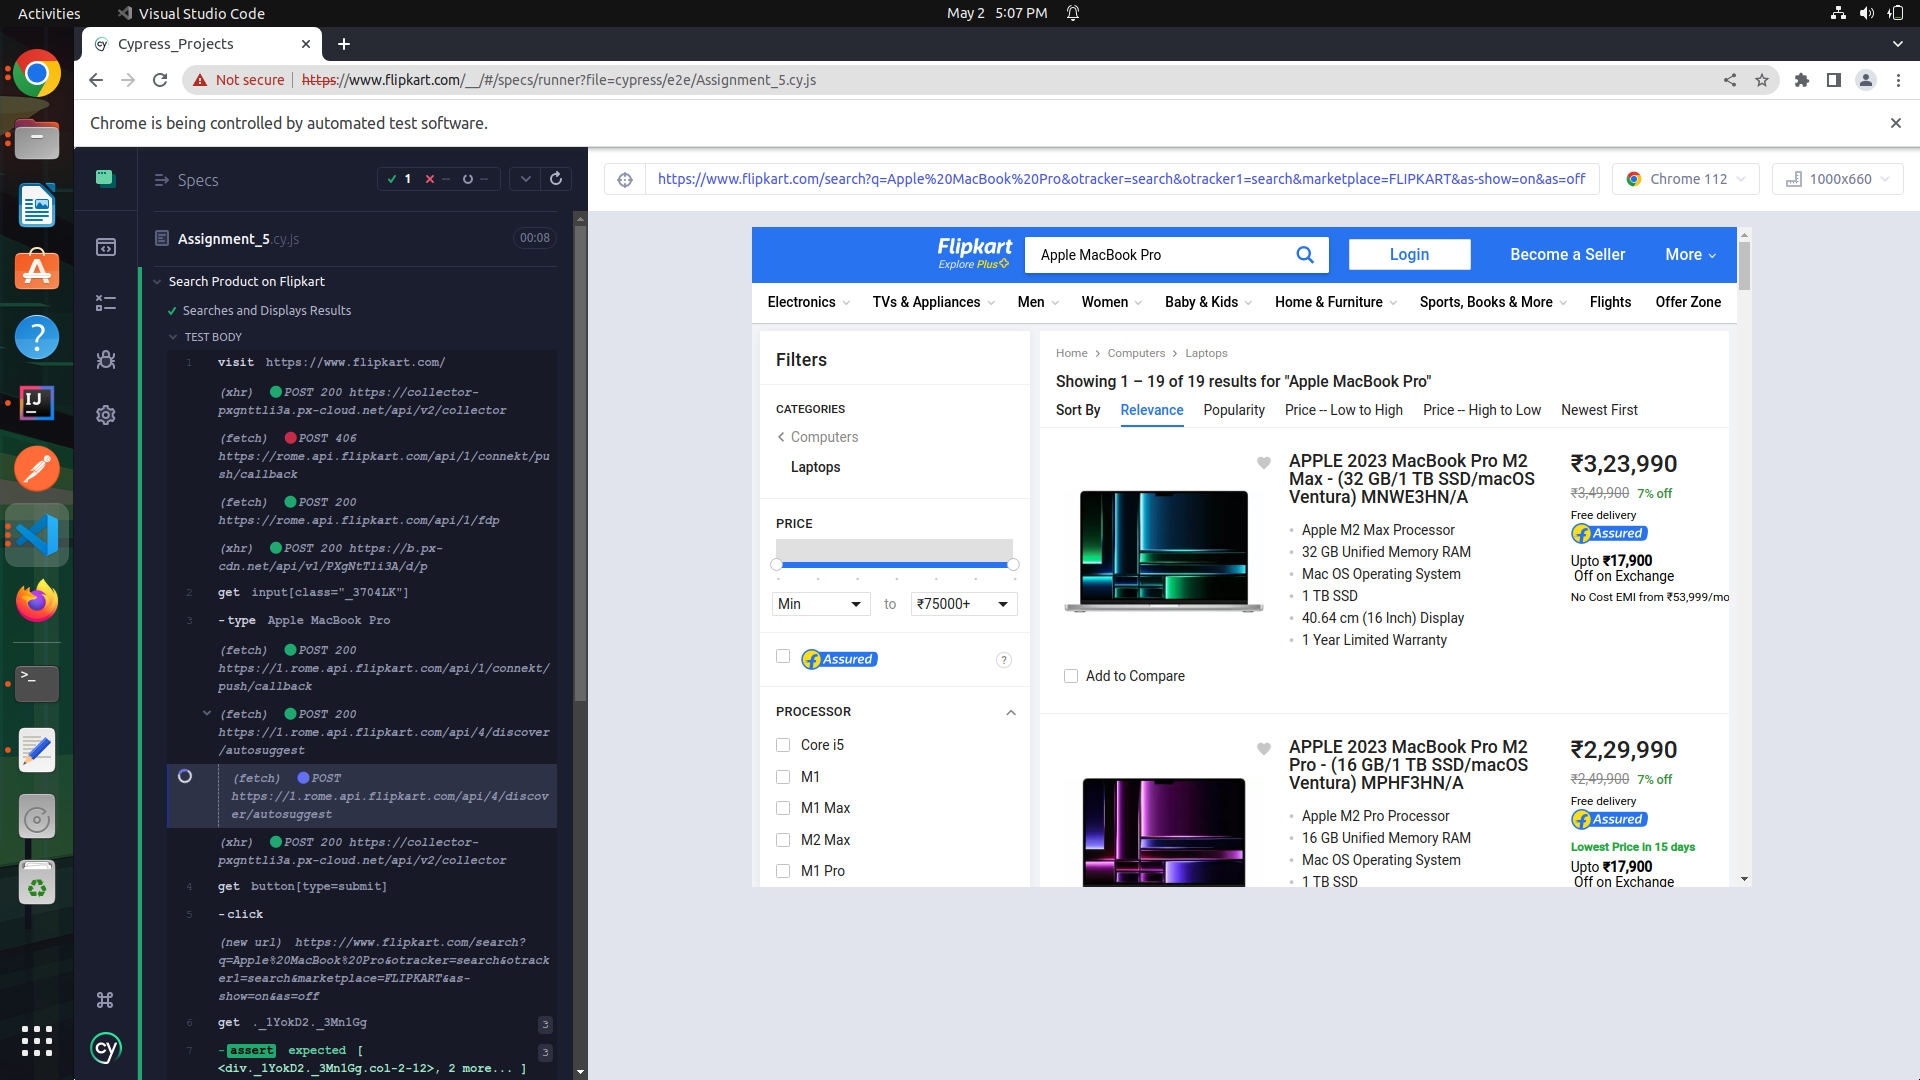 Activities
Visual Studio Code
May 2 5:07 PM
Cypress_Projects
Not secure
https://www.flipkart.com/__/#/specs/runner?file=cypress/e2e/Assignment_5.cy.js
Chrome is being controlled by automated test software.
Specs
1
--
--
Assignment_5.cy.js
00:08
Search Product on Flipkart
Searches and Displays Results
TEST BODY
1 visit https://www.flipkart.com/
(xhr) POST 200 https://collector-
pxgnttli3a.px-cloud.net/api/v2/collector
(fetch) POST 406
https://rome.api.flipkart.com/api/1/connekt/pu
sh/callback
(fetch) POST 200
https://rome.api.flipkart.com/api/1/fdp
(xhr) POST 200 https://b.px-
cdn.net/api/v1/PXgNtTli3A/d/p
2 get input[class="_3704LK"]
3 -type Apple MacBook Pro
(fetch) POST 200
https://1.rome.api.flipkart.com/api/1/connekt/
push/callback
(fetch) POST 200
https://1.rome.api.flipkart.com/api/4/discover
/autosuggest
(fetch) POST
https://1.rome.api.flipkart.com/api/4/discov
er/autosuggest
(xhr) POST 200 https://collector-
pxgnttli3a.px-cloud.net/api/v2/collector
4 get button[type=submit]
5 -click
(new url) https://www.flipkart.com/search?
q=Apple%20MacBook%20Pro&otracker=search&otrack
er1=search&marketplace=FLIPKART&as-
show=on&as=off
6 get ._1YokD2._3Mn1Gg 3
7 -assert expected [ 3
<div._1YokD2._3Mn1Gg.col-2-12>, 2 more... ]
https://www.flipkart.com/search?q=Apple%20MacBook%20Pro&otracker=search&otracker1=search&marketplace=FLIPKART&as-show=on&as=off
Chrome 112
1000x660
Flipkart
Explore Plus
Apple MacBook Pro
Login
Become a Seller
More
Electronics TVs & Appliances Men Women Baby & Kids Home & Furniture Sports, Books & More Flights Offer Zone
Filters
CATEGORIES
Computers
Laptops
PRICE
Min to ₹75000+
Assured ?
PROCESSOR
Core i5
M1
M1 Max
M2 Max
M1 Pro
Home > Computers > Laptops
Showing 1 – 19 of 19 results for "Apple MacBook Pro"
Sort By Relevance Popularity Price -- Low to High Price -- High to Low Newest First
APPLE 2023 MacBook Pro M2
Max - (32 GB/1 TB SSD/macOS
Ventura) MNWE3HN/A
Apple M2 Max Processor
32 GB Unified Memory RAM
Mac OS Operating System
1 TB SSD
40.64 cm (16 Inch) Display
1 Year Limited Warranty
Add to Compare
₹3,23,990
₹3,49,900 7% off
Free delivery
Assured
Upto ₹17,900
Off on Exchange
No Cost EMI from ₹53,999/mo
APPLE 2023 MacBook Pro M2
Pro - (16 GB/1 TB SSD/macOS
Ventura) MPHF3HN/A
Apple M2 Pro Processor
16 GB Unified Memory RAM
Mac OS Operating System
1 TB SSD
₹2,29,990
₹2,49,900 7% off
Free delivery
Assured
Lowest Price in 15 days
Upto ₹17,900
Off on Exchange